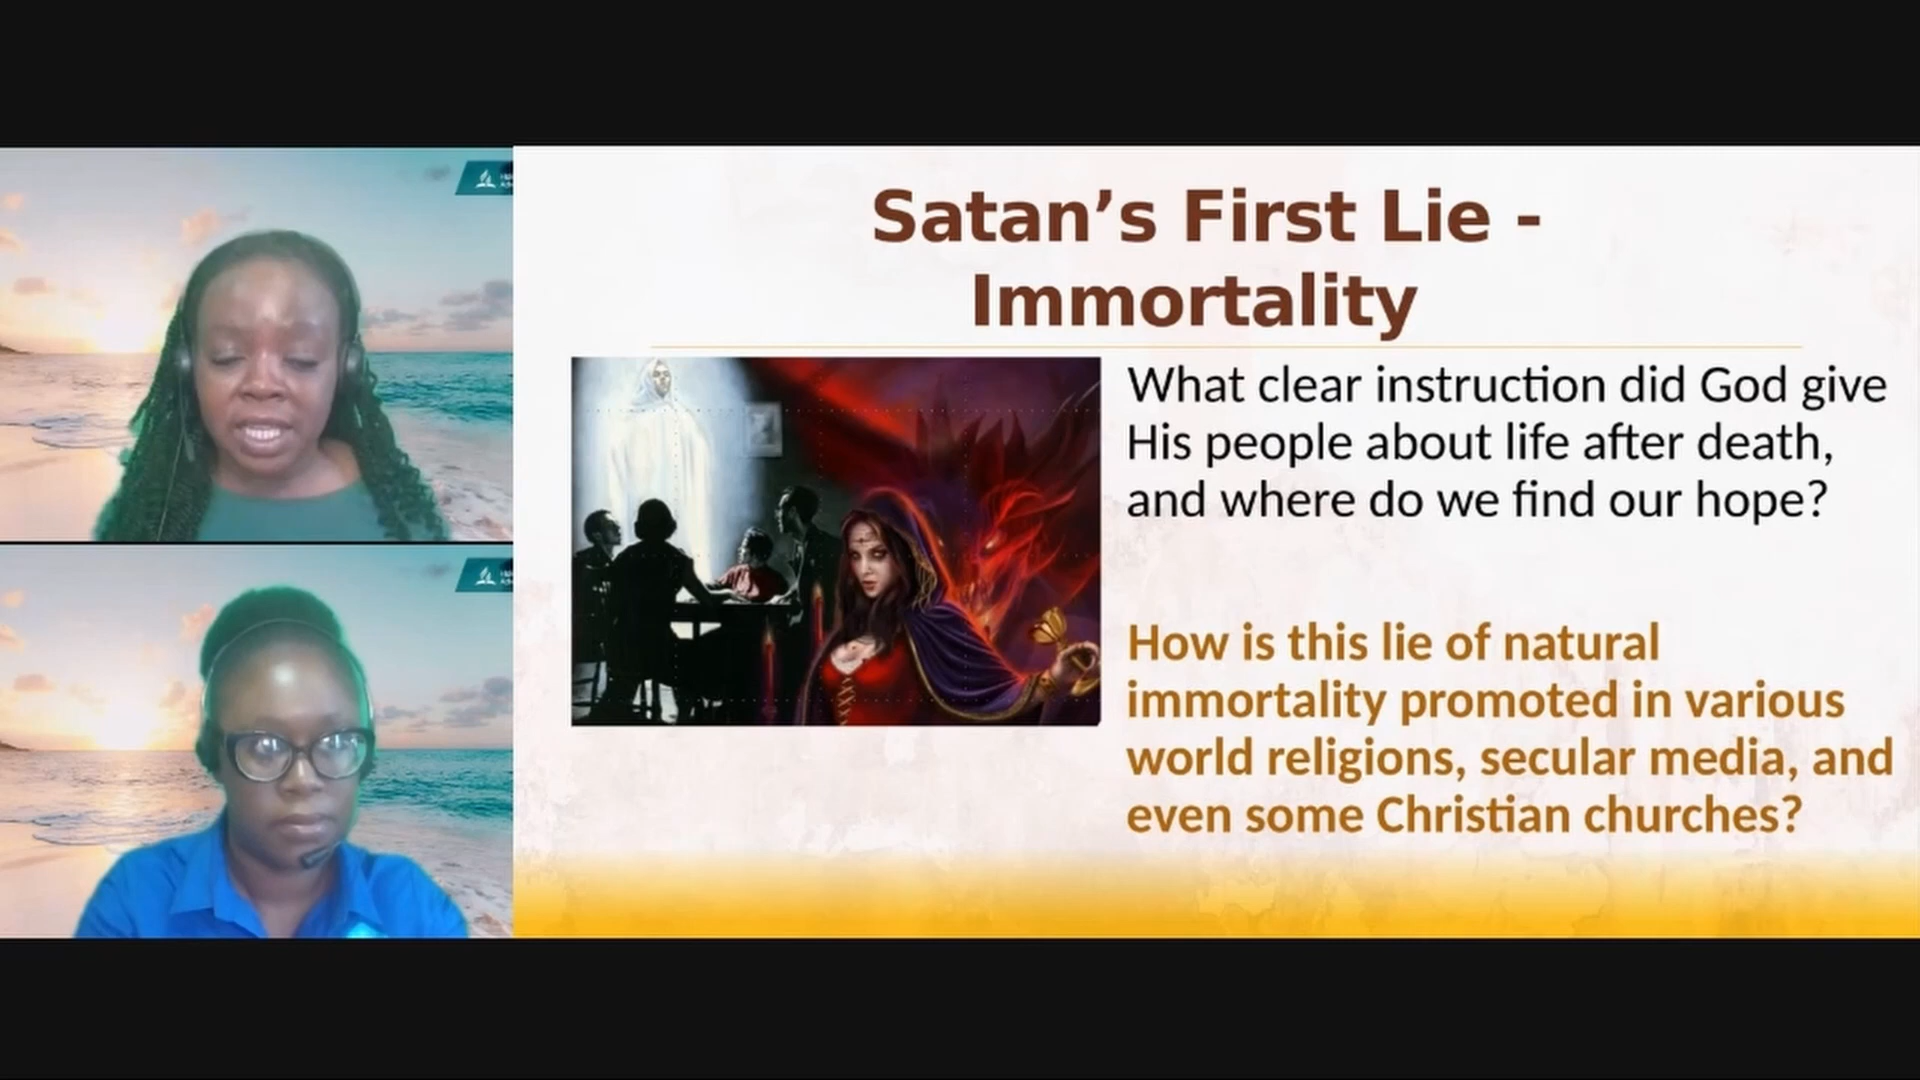 Satan’s First Lie -
Immortality
What clear instruction did God give
His people about life after death,
and where do we find our hope?
How is this lie of natural
immortality promoted in various
world religions, secular media, and
even some Christian churches?